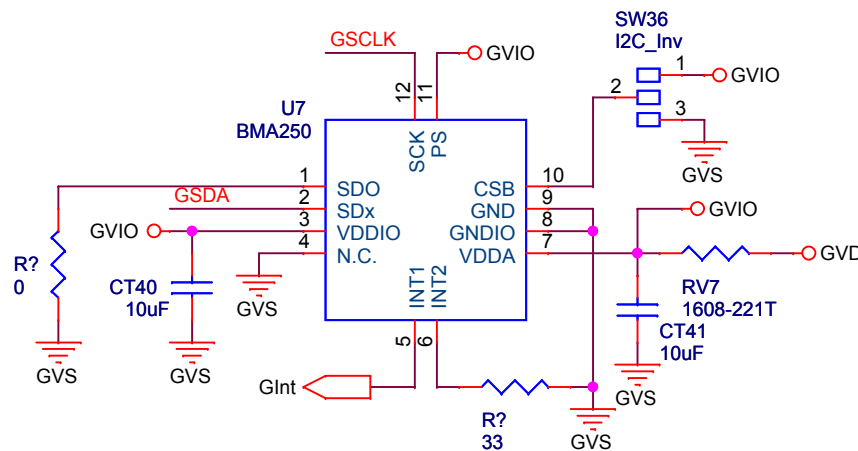 GSCLK
GVIO
SW36
I2C_Inv
1
GVIO
2
3
GVS
U7
BMA250
12
11
SCK
PS
1
SDO
CSB
10
GSDA
2
SDx
GND
9
GVIO
3
VDDIO
GNDIO
8
GVIO
4
N.C.
VDDA
7
GVD
R?
0
CT40
10uF
GVS
INT1
INT2
RV7
1608-221T
CT41
10uF
5
6
GVS
GVS
GVS
GInt
R?
33
GVS